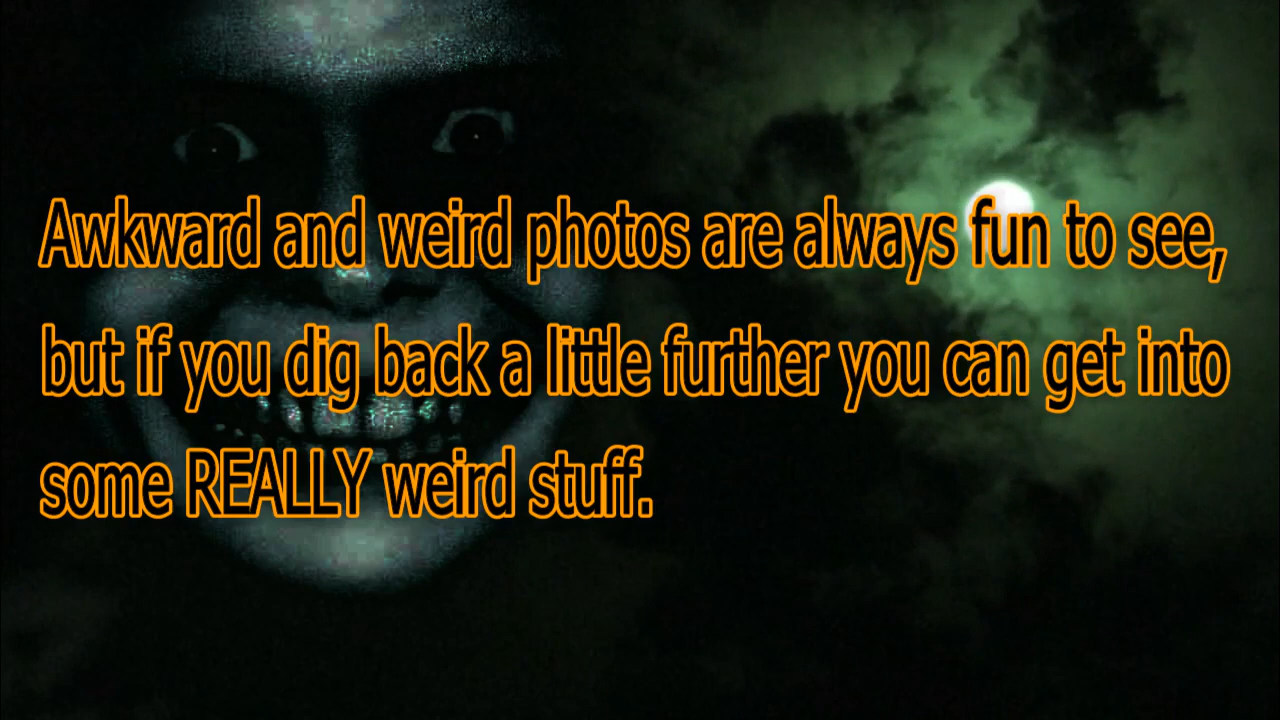 Awkward and weird photos are always fun to see,
but if you dig back a little further you can get into
some REALLY weird stuff.